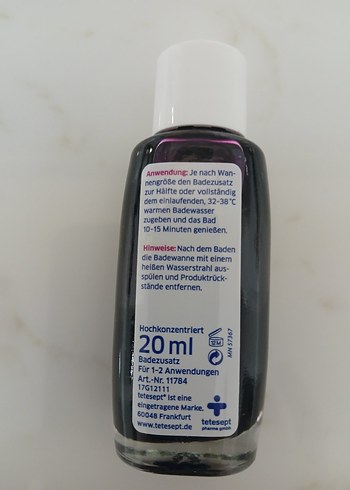 Anwendung: Je nach Wan-
nengröße den Badezusatz
zur Hälfte oder vollständig
dem einlaufenden, 32-38°C
warmen Badewasser
zugeben und das Bad
10-15 Minuten genießen.
Hinweise: Nach dem Baden
die Badewanne mit einem
heißen Wasserstrahl aus-
spülen und Produktrück-
stände entfernen.
Hochkonzentriert
20 ml
Badezusatz
Für 1-2 Anwendungen
Art.-Nr. 11784
17G12111
tetesept® ist eine
eingetragene Marke.
60048 Frankfurt
www.tetesept.de
12 M
MN 57367
tetesept
pharma gmbh